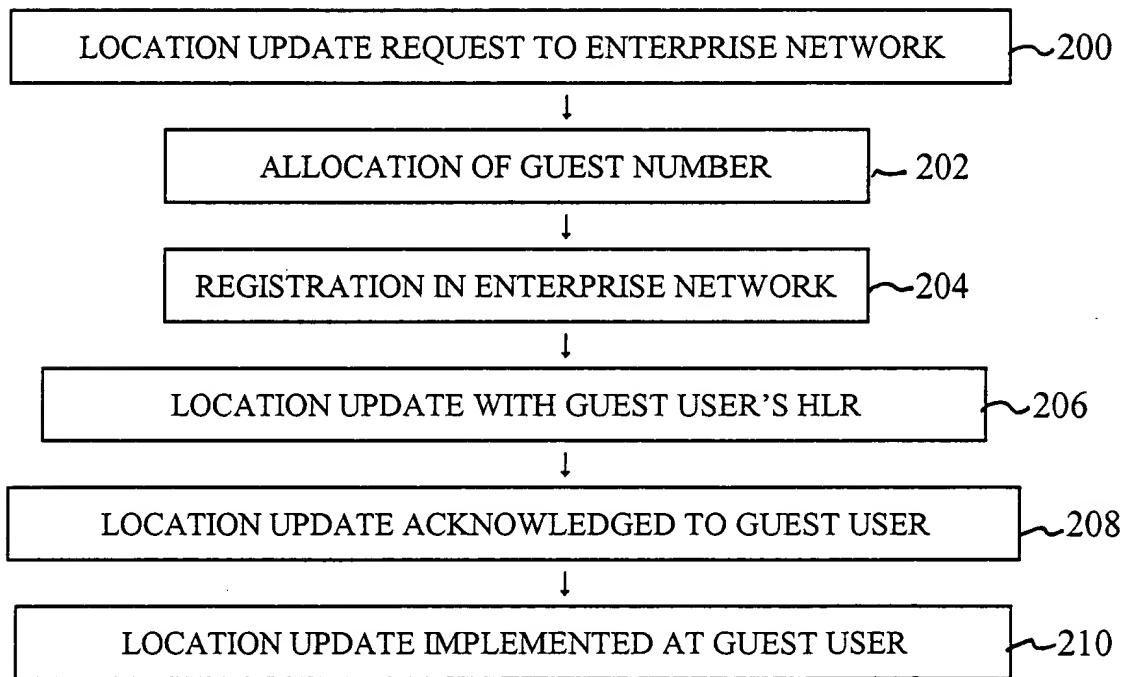 LOCATION UPDATE REQUEST TO ENTERPRISE NETWORK 200
ALLOCATION OF GUEST NUMBER 202
REGISTRATION IN ENTERPRISE NETWORK 204
LOCATION UPDATE WITH GUEST USER'S HLR 206
LOCATION UPDATE ACKNOWLEDGED TO GUEST USER 208
LOCATION UPDATE IMPLEMENTED AT GUEST USER 210